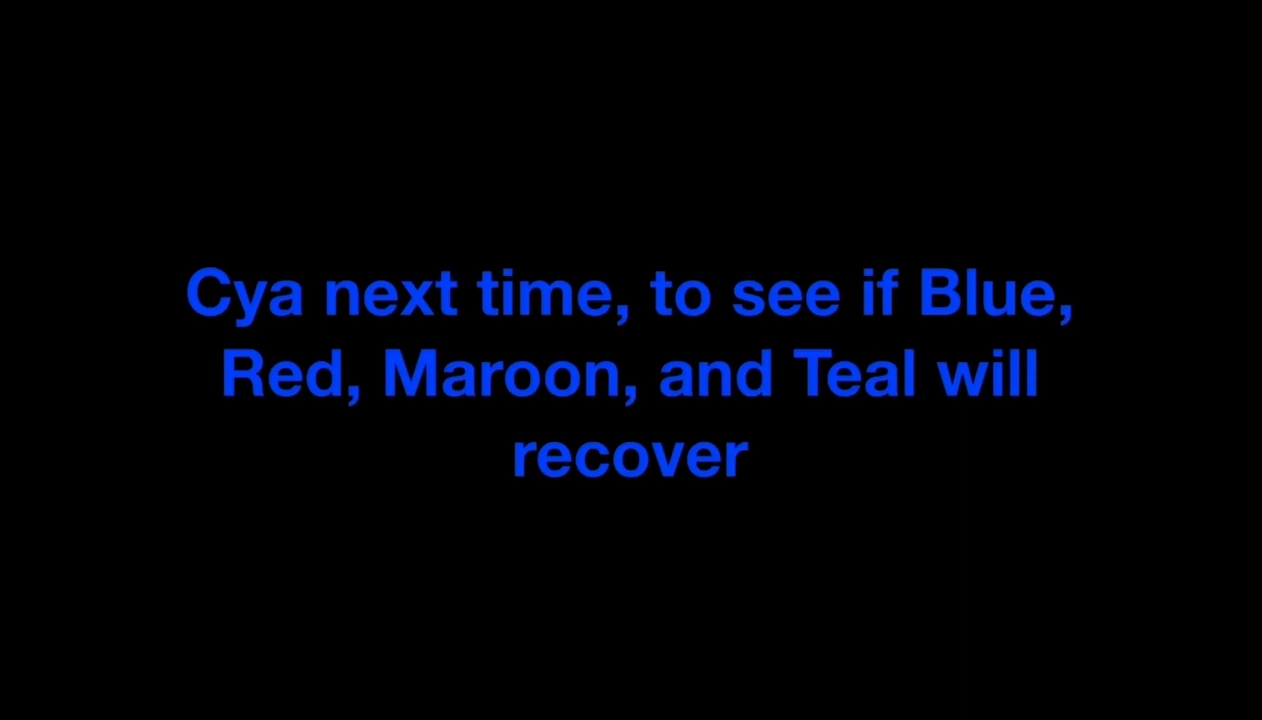 Cya next time, to see if Blue,
Red, Maroon, and Teal will
recover